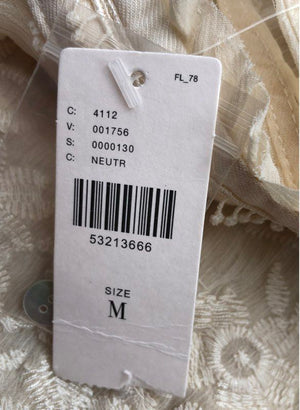 FL_78
C: 4112
V: 001756
S: 0000130
C: NEUTR
53213666
SIZE
M